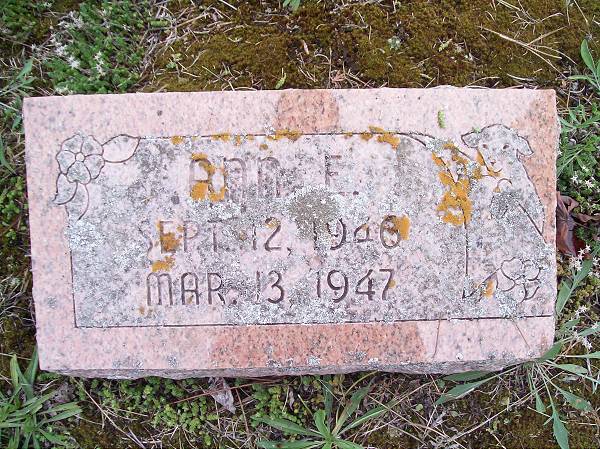 ANN E.
SEPT. 12, 1946
MAR. 13 1947